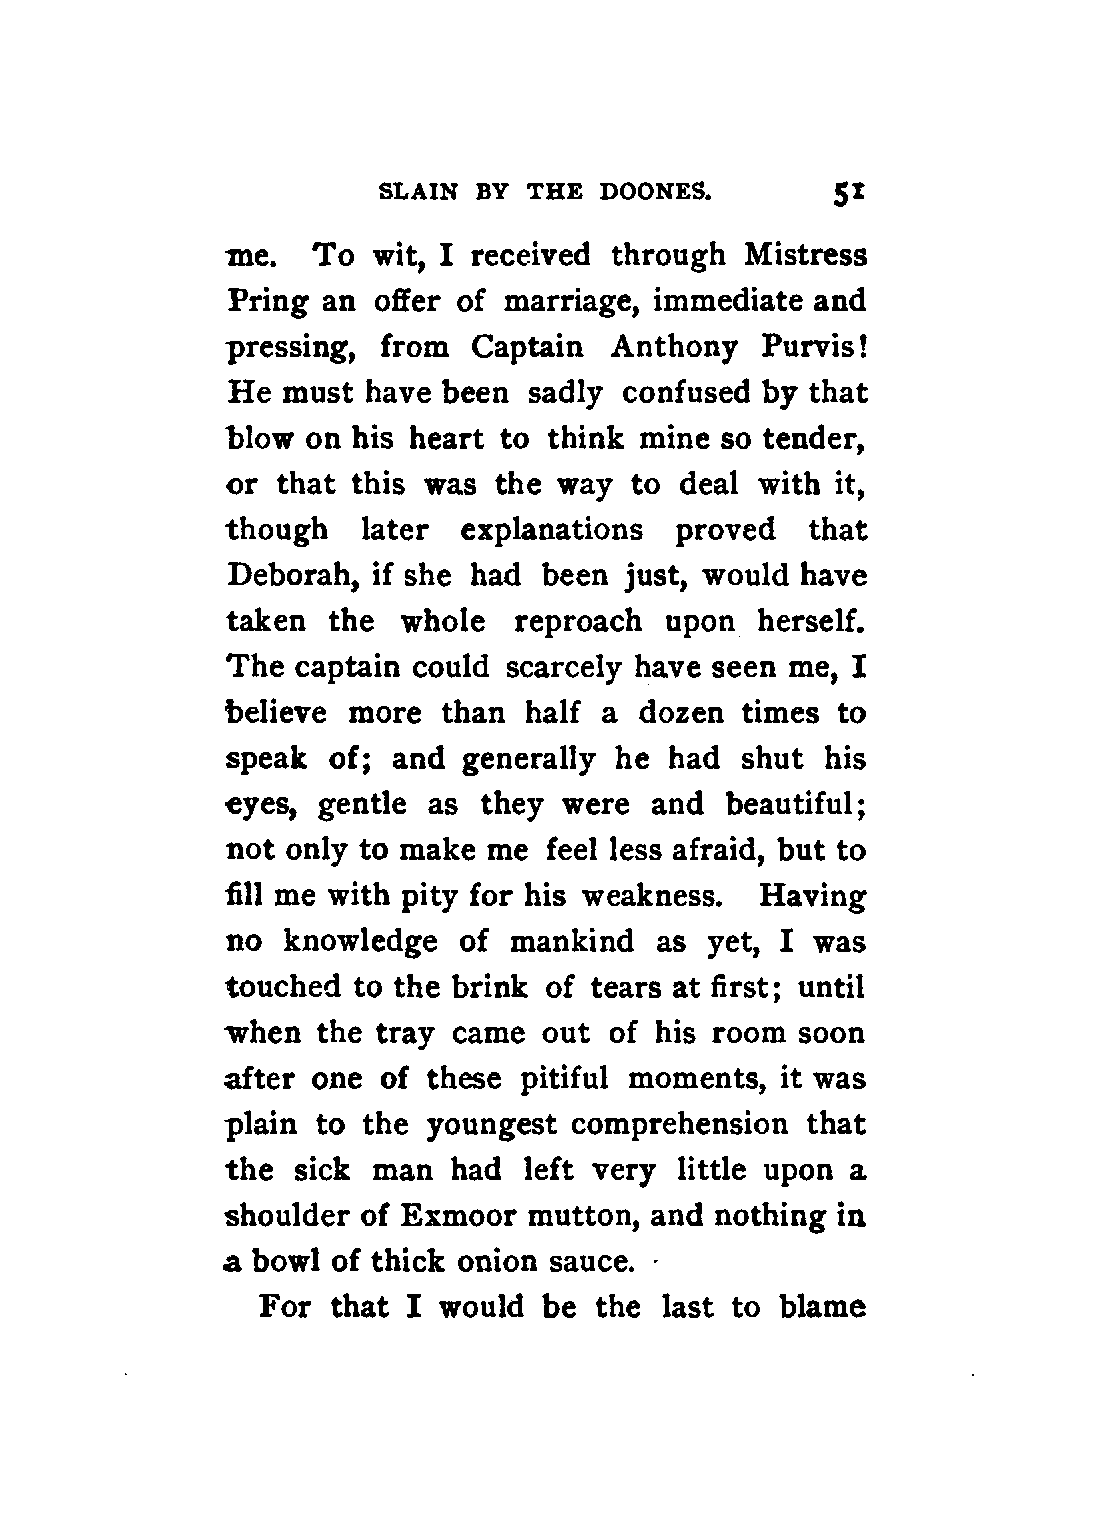 SLAIN BY THE DOONES. 51
me. To wit, I received through Mistress
Pring an offer of marriage, immediate and
pressing, from Captain Anthony Purvis!
He must have been sadly confused by that
blow on his heart to think mine so tender,
or that this was the way to deal with it,
though later explanations proved that
Deborah, if she had been just, would have
taken the whole reproach upon herself.
The captain could scarcely have seen me, I
believe more than half a dozen times to
speak of; and generally he had shut his
eyes, gentle as they were and beautiful;
not only to make me feel less afraid, but to
fill me with pity for his weakness. Having
no knowledge of mankind as yet, I was
touched to the brink of tears at first; until
when the tray came out of his room soon
after one of these pitiful moments, it was
plain to the youngest comprehension that
the sick man had left very little upon a
shoulder of Exmoor mutton, and nothing in
a bowl of thick onion sauce.
For that I would be the last to blame